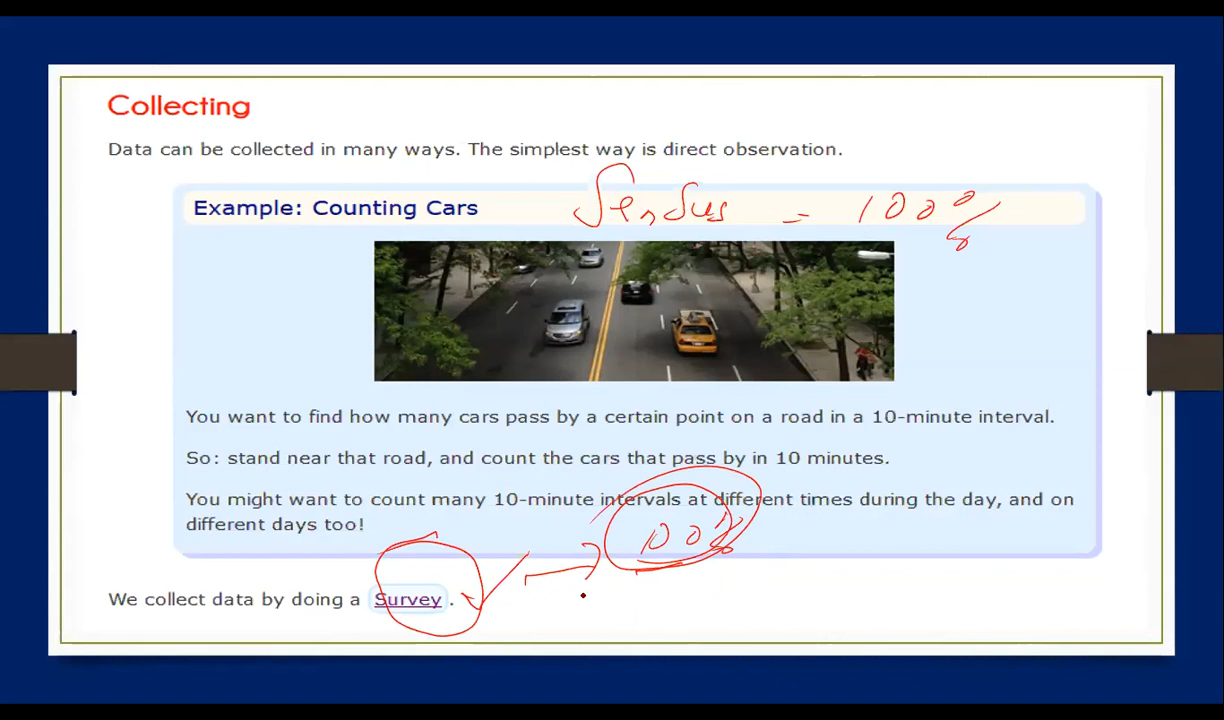 Collecting
Data can be collected in many ways. The simplest way is direct observation.
Example: Counting Cars
Sensus = 100%
You want to find how many cars pass by a certain point on a road in a 10-minute interval.
So: stand near that road, and count the cars that pass by in 10 minutes.
You might want to count many 10-minute intervals at different times during the day, and on
different days too!
100%
We collect data by doing a Survey.